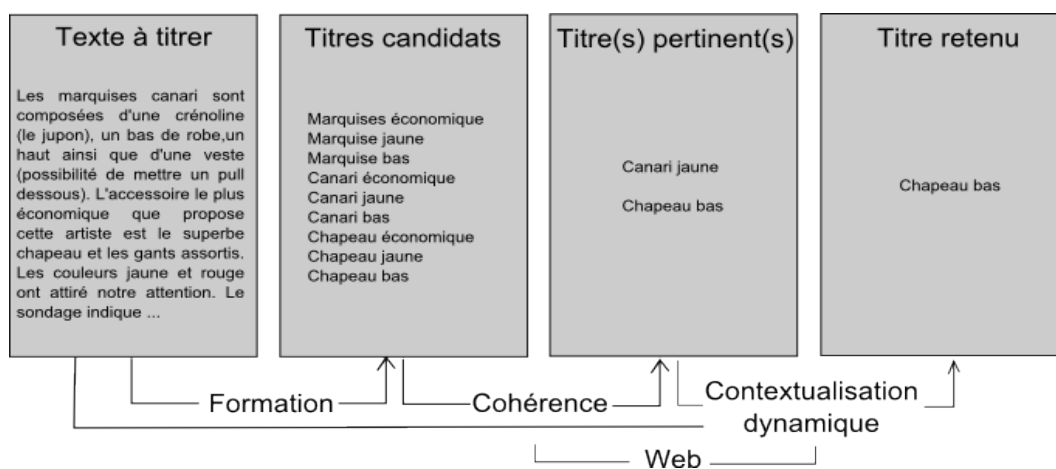 Texte à titrer
Les marquises canari sont
composées d'une crénoline
(le jupon), un bas de robe,un
haut ainsi que d'une veste
(possibilité de mettre un pull
dessous). L'accessoire le plus
économique que propose
cette artiste est le superbe
chapeau et les gants assortis.
Les couleurs jaune et rouge
ont attiré notre attention. Le
sondage indique ...
Titres candidats
Marquises économique
Marquise jaune
Marquise bas
Canari économique
Canari jaune
Canari bas
Chapeau économique
Chapeau jaune
Chapeau bas
Titre(s) pertinent(s)
Canari jaune
Chapeau bas
Titre retenu
Chapeau bas
Formation
Cohérence
Contextualisation
dynamique
Web